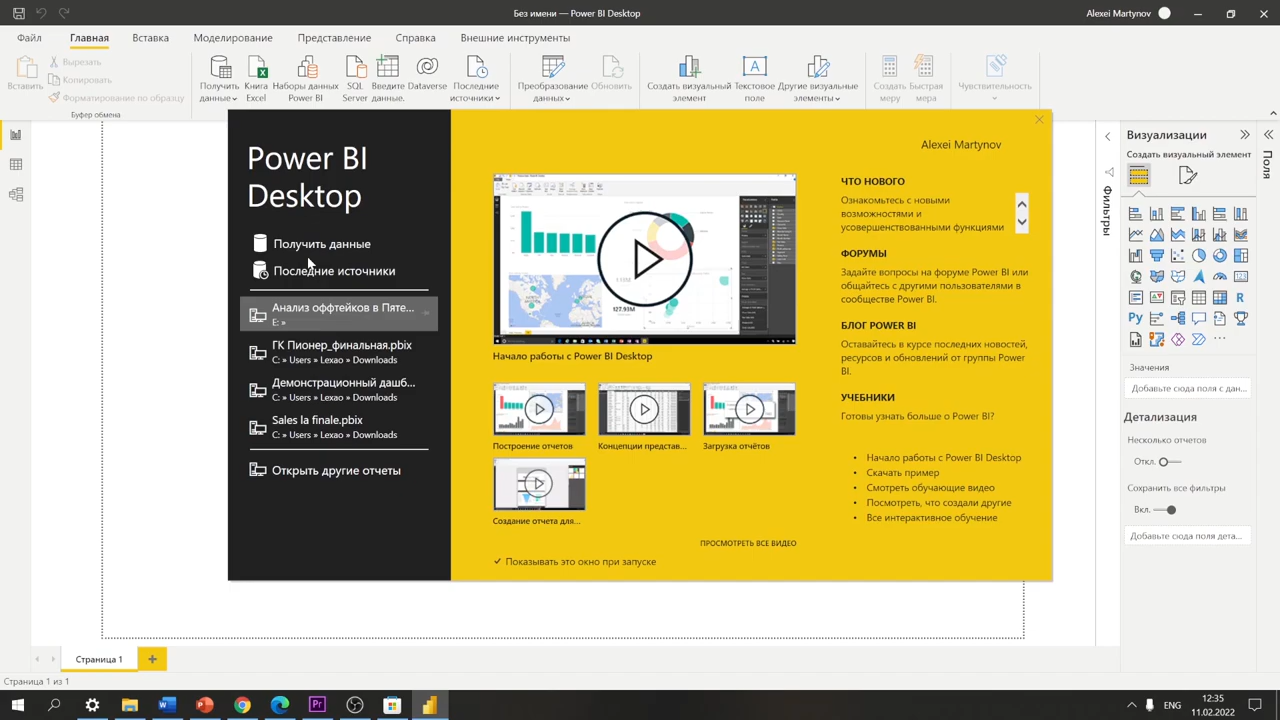 Без имени — Power BI Desktop
Alexei Martynov
Файл
Главная
Вставка
Моделирование
Представление
Справка
Внешние инструменты
Вставить
Вырезать
Копировать
Форматирование по образцу
Буфер обмена
Получить
данные
Книга
Excel
Наборы данных
Power BI
SQL
Server
Введите
данные.
Dataverse
Последние
источники
Преобразование
данных
Обновить
Создать визуальный
элемент
Текстовое
поле
Другие визуальные
элементы
Создать
меру
Быстрая
мера
Чувствительность
Power BI
Desktop
Получить данные
Последние источники
E: »
ГК Пионер_финальная.pbix
C: » Users » Lexao » Downloads
Демонстрационный дашб...
C: » Users » Lexao » Downloads
Sales la finale.pbix
C: » Users » Lexao » Downloads
Открыть другие отчеты
Начало работы с Power BI Desktop
Построение отчетов
Концепции представ...
Загрузка отчётов
Создание отчета для...
ПРОСМОТРЕТЬ ВСЕ ВИДЕО
Показывать это окно при запуске
Alexei Martynov
ЧТО НОВОГО
Ознакомьтесь с новыми
возможностями и
усовершенствованными функциями
ФОРУМЫ
Задайте вопросы на форуме Power BI или
общайтесь с другими пользователями в
сообществе Power BI.
БЛОГ POWER BI
Оставайтесь в курсе последних новостей,
ресурсов и обновлений от группы Power
BI.
УЧЕБНИКИ
Готовы узнать больше о Power BI?
• Начало работы с Power BI Desktop
• Скачать пример
• Смотреть обучающие видео
• Посмотреть, что создали другие
• Все интерактивное обучение
Фильтры
Визуализации
Создать визуальный элемент
Значения
Добавьте сюда поля с дан...
Детализация
Несколько отчетов
Откл.
Сохранить все фильтры
Вкл.
Добавьте сюда поля дета...
Поля
Страница 1
Страница 1 из 1
ENG
12:35
11.02.2022